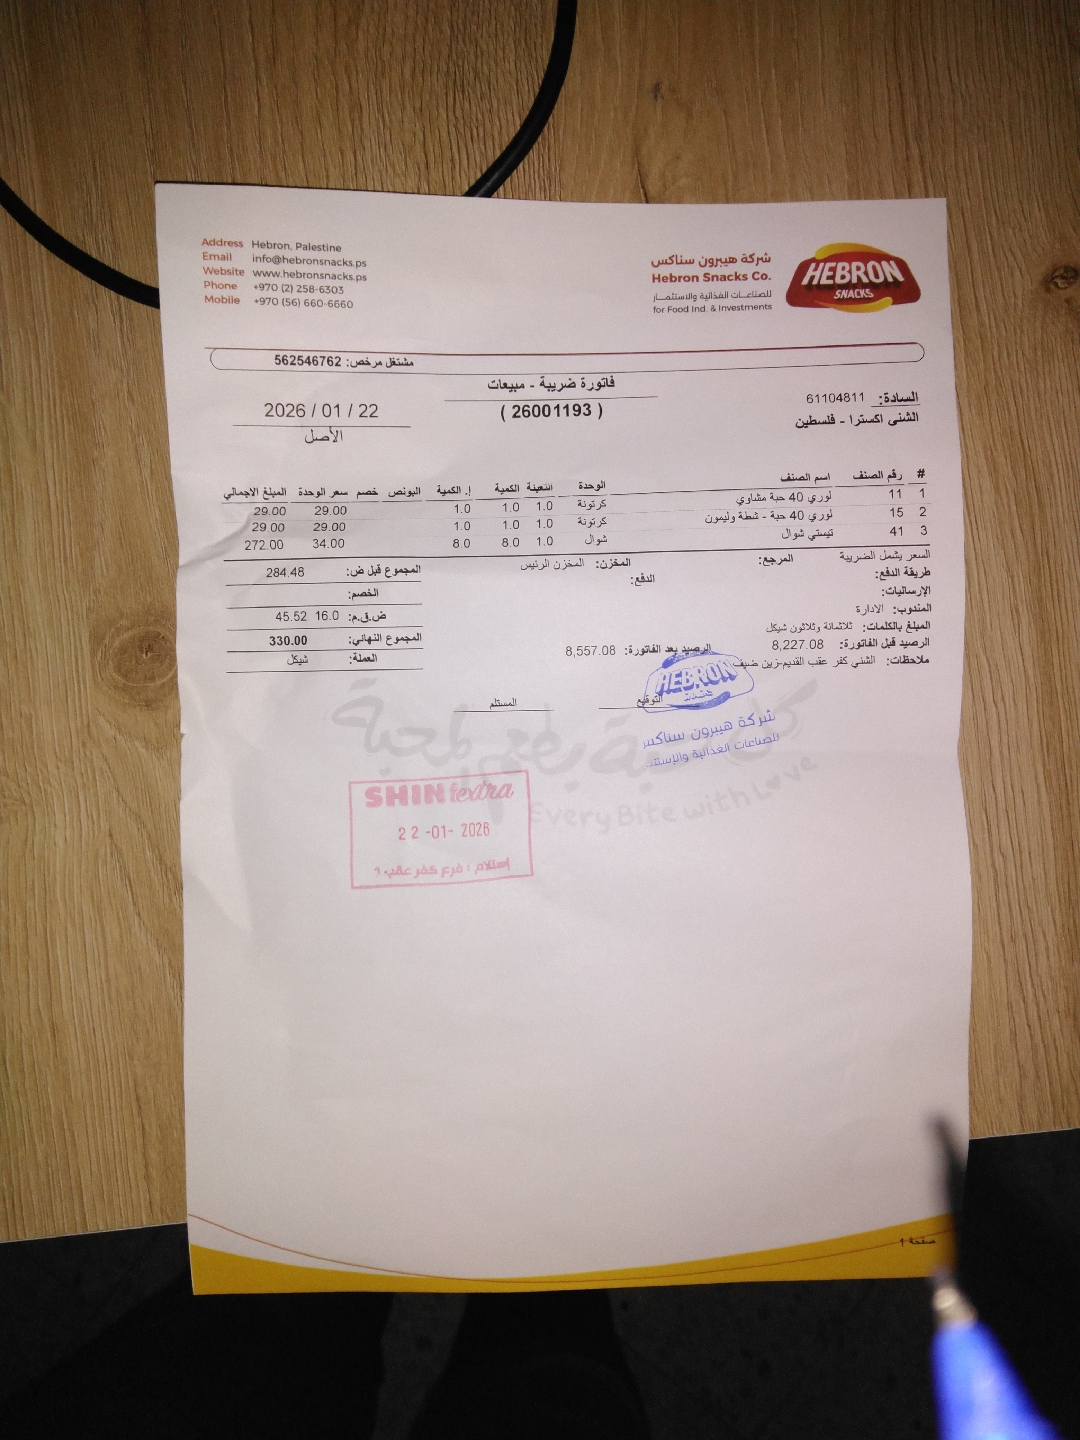 Address Hebron, Palestine
Email info@hebronsnacks.ps
Website www.hebronsnacks.ps
Phone +970 (2) 258-6303
Mobile +970 (56) 660-6660
شركة هيبرون سناكس
Hebron Snacks Co.
للصناعات الغذائية والاستثمار
for Food Ind. & Investments
HEBRON
SNACKS
مشتغل مرخص: 562546762
فاتورة ضريبة - مبيعات
( 26001193 )
2026 / 01 / 22
الأصل
السادة: 61104811
الشني اكسترا - فلسطين
# رقم الصنف اسم الصنف الوحدة التعبئة الكمية إ. الكمية البونص خصم سعر الوحدة المبلغ الاجمالي
1 11 لوري 40 حبة مشاوي كرتونة 1.0 1.0 1.0 29.00 29.00
2 15 لوري 40 حبة - شطة وليمون كرتونة 1.0 1.0 1.0 29.00 29.00
3 41 تيستي شوال شوال 1.0 8.0 8.0 34.00 272.00
السعر يشمل الضريبة المرجع: المخزن: المخزن الرئيس
طريقة الدفع: الدفع:
الإرساليات:
المندوب: الادارة
المبلغ بالكلمات: ثلاثمائة وثلاثون شيكل
الرصيد قبل الفاتورة: 8,227.08 الرصيد بعد الفاتورة: 8,557.08
ملاحظات: الشني كفر عقب القديم-زين ضيف
المجموع قبل ض: 284.48
الخصم:
ض.ق.م: 16.0 45.52
المجموع النهائي: 330.00
العملة: شيكل
التوقيع المستلم
HEBRON
SNACKS
شركة هيبرون سناكس
للصناعات الغذائية والإستثـ
Every Bite with Love
SHINI extra
22-01-2026
إستلام : فرع كفر عقب
صفحة 1